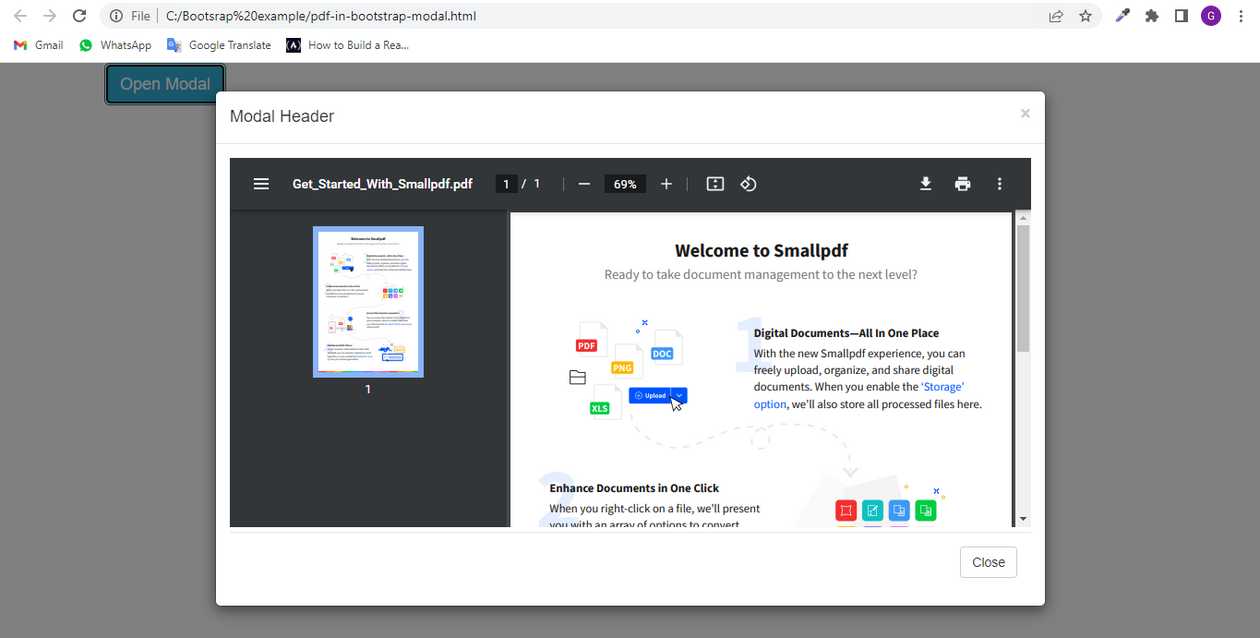 File | C:/Bootsrap%20example/pdf-in-bootstrap-modal.html
G
Gmail WhatsApp Google Translate How to Build a Rea...
Open Modal
Modal Header
×
Get_Started_With_Smallpdf.pdf 1 / 1 69%
1
Welcome to Smallpdf
Ready to take document management to the next level?
PDF
DOC
PNG
Upload
XLS
1
Digital Documents—All In One Place
With the new Smallpdf experience, you can
freely upload, organize, and share digital
documents. When you enable the ‘Storage’
option, we’ll also store all processed files here.
2
Enhance Documents in One Click
When you right-click on a file, we’ll present
you with an array of options to convert
Close